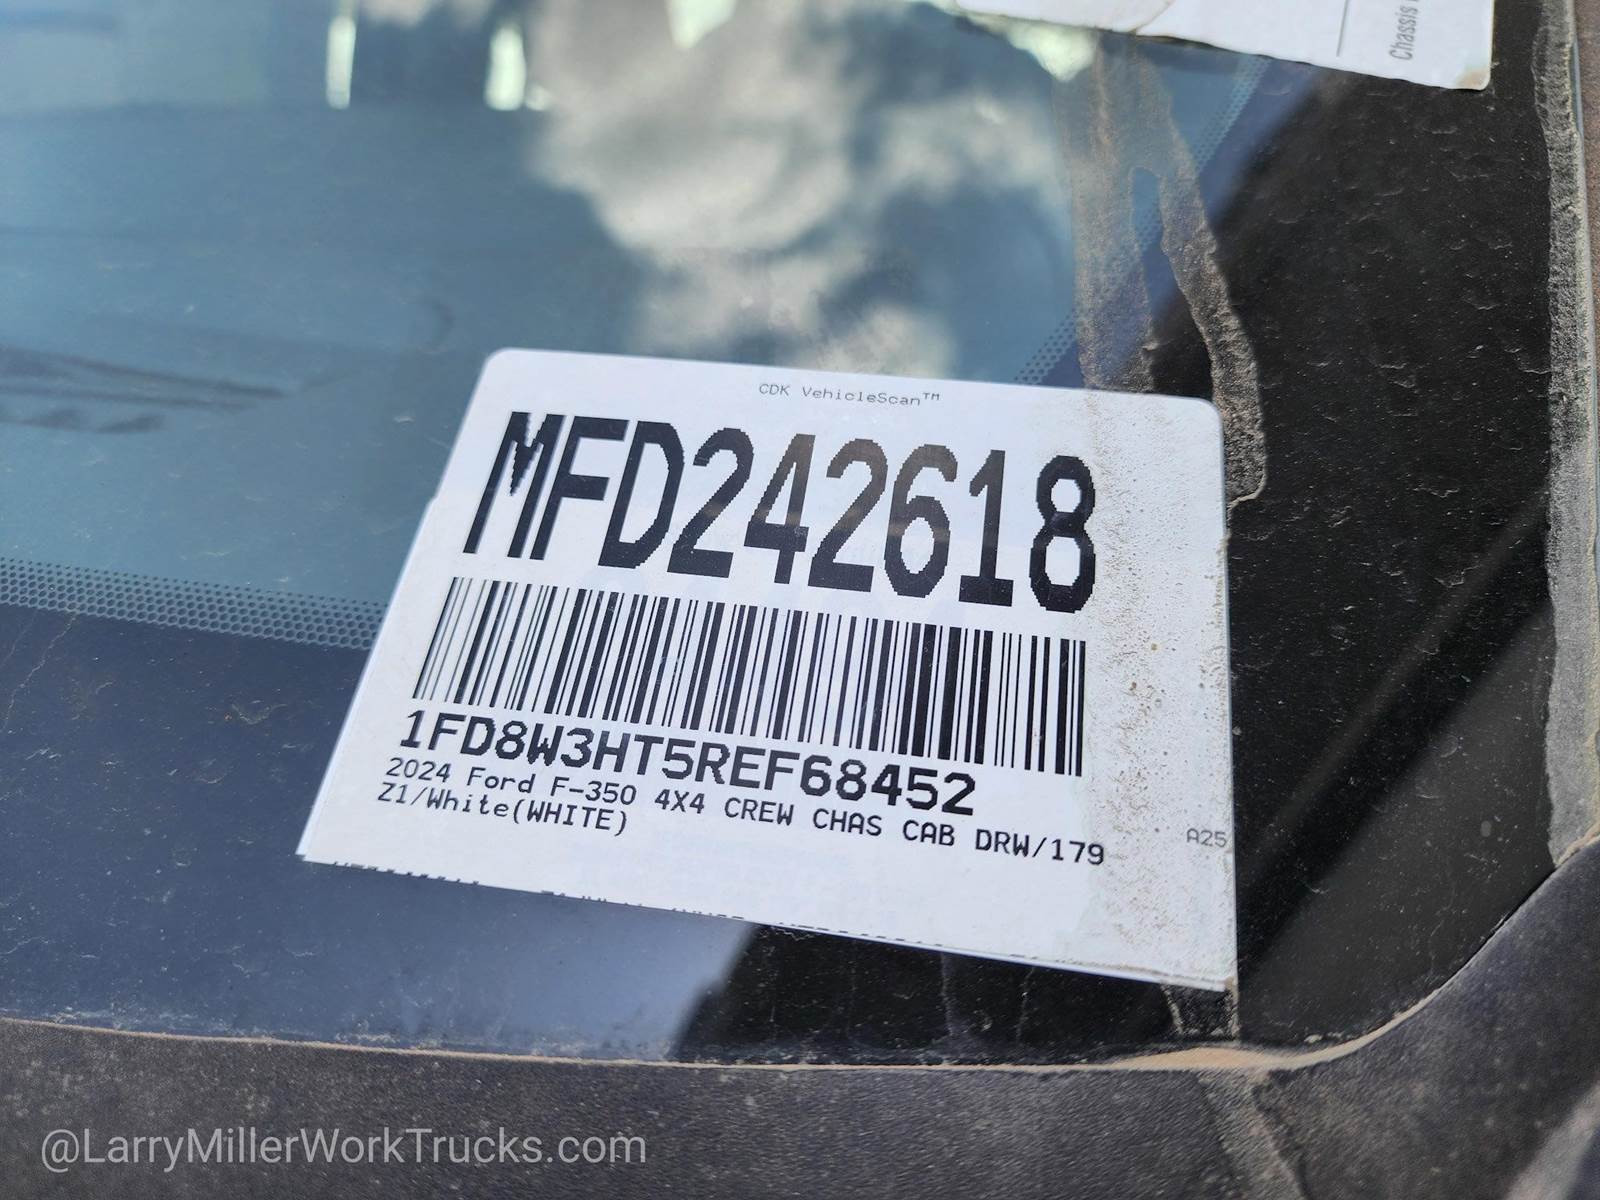 Chassis
CDK VehicleScan™
MFD242618
1FD8W3HT5REF68452
2024 Ford F-350 4X4 CREW CHAS CAB DRW/179
Z1/White(WHITE)
A25
@LarryMillerWorkTrucks.com